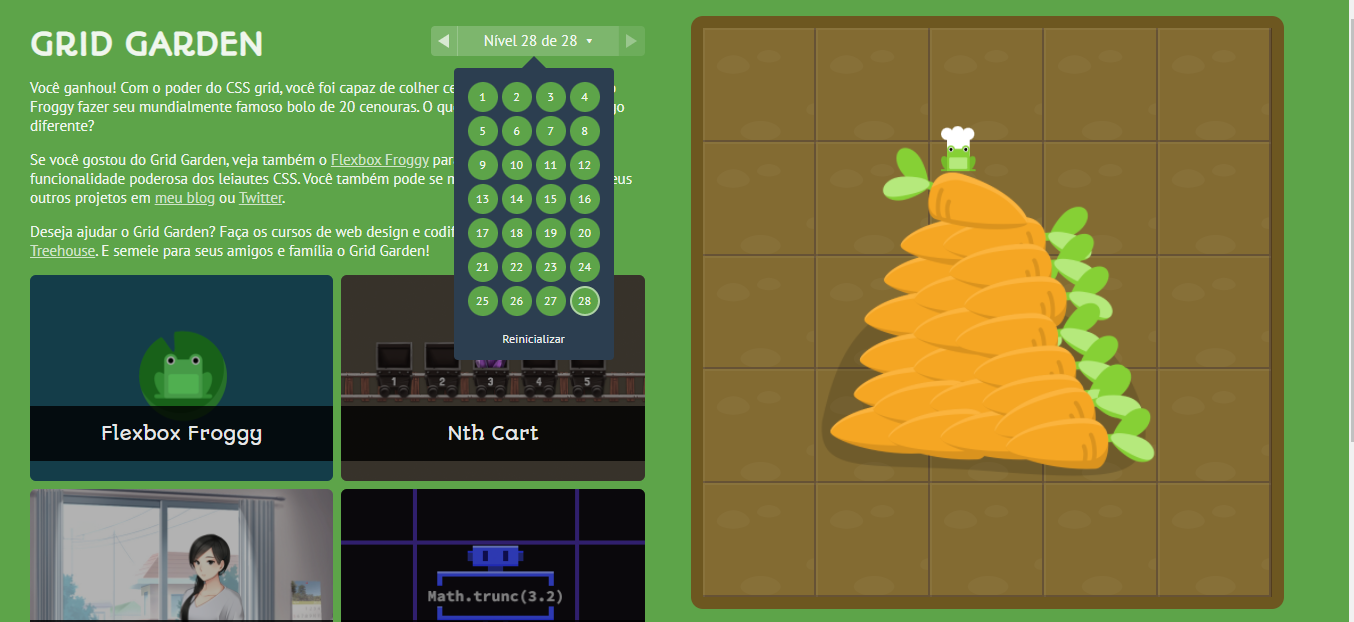 GRID GARDEN
Nível 28 de 28
Você ganhou! Com o poder do CSS grid, você foi capaz de colher
Froggy fazer seu mundialmente famoso bolo de 20 cenouras. O
diferente?
Se você gostou do Grid Garden, veja também o Flexbox Froggy
funcionalidade poderosa dos leiautes CSS. Você também pode se
outros projetos em meu blog ou Twitter.
Deseja ajudar o Grid Garden? Faça os cursos de web design e
Treehouse. E semeie para seus amigos e família o Grid Garden!
1 2 3 4
5 6 7 8
9 10 11 12
13 14 15 16
17 18 19 20
21 22 23 24
25 26 27 28
Reinicializar
1 2 3 4 5
Flexbox Froggy
Nth Cart
Math.trunc(3.2)